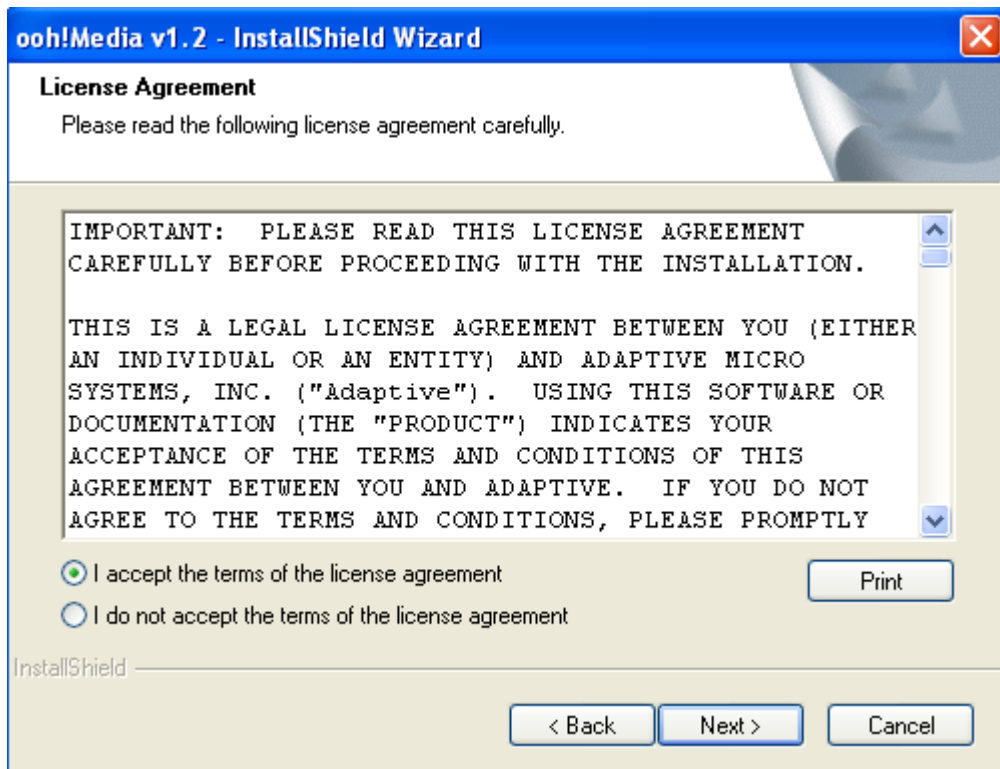 ooh!Media v1.2 - InstallShield Wizard
License Agreement
Please read the following license agreement carefully.
IMPORTANT:  PLEASE READ THIS LICENSE AGREEMENT
CAREFULLY BEFORE PROCEEDING WITH THE INSTALLATION.
THIS IS A LEGAL LICENSE AGREEMENT BETWEEN YOU (EITHER
AN INDIVIDUAL OR AN ENTITY) AND ADAPTIVE MICRO
SYSTEMS, INC. ("Adaptive").  USING THIS SOFTWARE OR
DOCUMENTATION (THE "PRODUCT") INDICATES YOUR
ACCEPTANCE OF THE TERMS AND CONDITIONS OF THIS
AGREEMENT BETWEEN YOU AND ADAPTIVE.  IF YOU DO NOT
AGREE TO THE TERMS AND CONDITIONS, PLEASE PROMPTLY
I accept the terms of the license agreement
Print
I do not accept the terms of the license agreement
InstallShield
< Back
Next >
Cancel